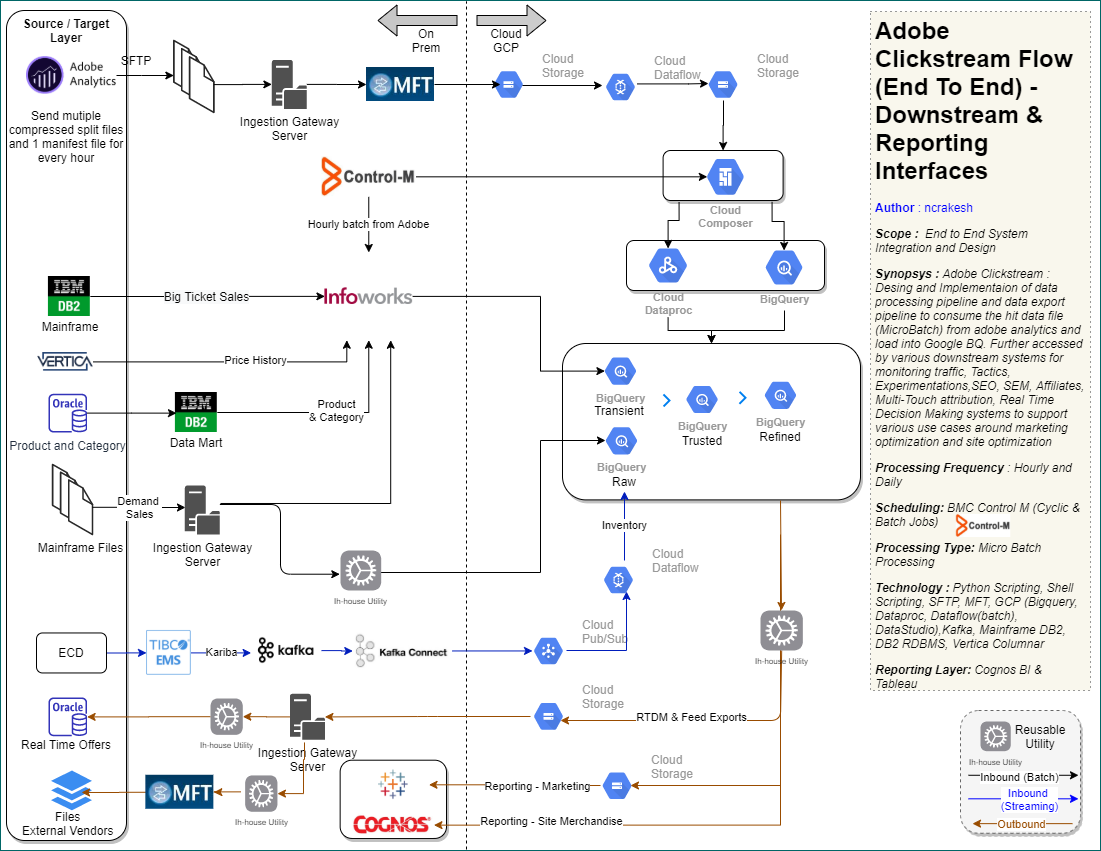 Source / Target
Layer
Adobe
Analytics
SFTP
Send mutiple
compressed split files
and 1 manifest file for
every hour
Ingestion Gateway
Server
MFT
On
Prem
Cloud
GCP
Cloud
Storage
Cloud
Dataflow
Cloud
Storage
Control-M
Hourly batch from Adobe
Cloud
Composer
Cloud
Dataproc
BigQuery
IBM
DB2
Mainframe
Big Ticket Sales
Infoworks
VERTICA
Price History
Oracle
Product and Category
IBM
DB2
Data Mart
Product
& Category
Mainframe Files
Demand
Sales
Ingestion Gateway
Server
Ih-house Utility
BigQuery
Transient
BigQuery
Trusted
BigQuery
Refined
BigQuery
Raw
Inventory
Cloud
Dataflow
ECD
TIBCO
EMS
Kariba
kafka
Kafka Connect
Cloud
Pub/Sub
Ih-house Utility
Oracle
Real Time Offers
Ih-house Utility
Ingestion Gateway
Server
Cloud
Storage
RTDM & Feed Exports
Files
External Vendors
MFT
Ih-house Utility
COGNOS
Reporting - Marketing
Cloud
Storage
Reporting - Site Merchandise
Adobe
Clickstream Flow
(End To End) -
Downstream &
Reporting
Interfaces
Author : ncrakesh
Scope : End to End System
Integration and Design
Synopsys : Adobe Clickstream :
Desing and Implementaion of data
processing pipeline and data export
pipeline to consume the hit data file
(MicroBatch) from adobe analytics and
load into Google BQ. Further accessed
by various downstream systems for
monitoring traffic, Tactics,
Experimentations,SEO, SEM, Affiliates,
Multi-Touch attribution, Real Time
Decision Making systems to support
various use cases around marketing
optimization and site optimization
Processing Frequency : Hourly and
Daily
Scheduling: BMC Control M (Cyclic &
Batch Jobs)
Control-M
Processing Type: Micro Batch
Processing
Technology : Python Scripting, Shell
Scripting, SFTP, MFT, GCP (Bigquery,
Dataproc, Dataflow(batch),
DataStudio),Kafka, Mainframe DB2,
DB2 RDBMS, Vertica Columnar
Reporting Layer: Cognos BI &
Tableau
Reusable
Utility
Ih-house Utility
Inbound (Batch)
Inbound
(Streaming)
Outbound